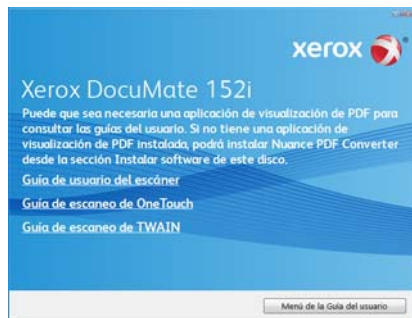 xerox
Xerox DocuMate 152i
Puede que sea necesaria una aplicación de visualización de PDF para
consultar las guías del usuario. Si no tiene una aplicación de
visualización de PDF instalada, podrá instalar Nuance PDF Converter
desde la sección Instalar software de este disco.
Guía de usuario del escáner
Guía de escaneo de OneTouch
Guía de escaneo de TWAIN
Menú de la Guía del usuario